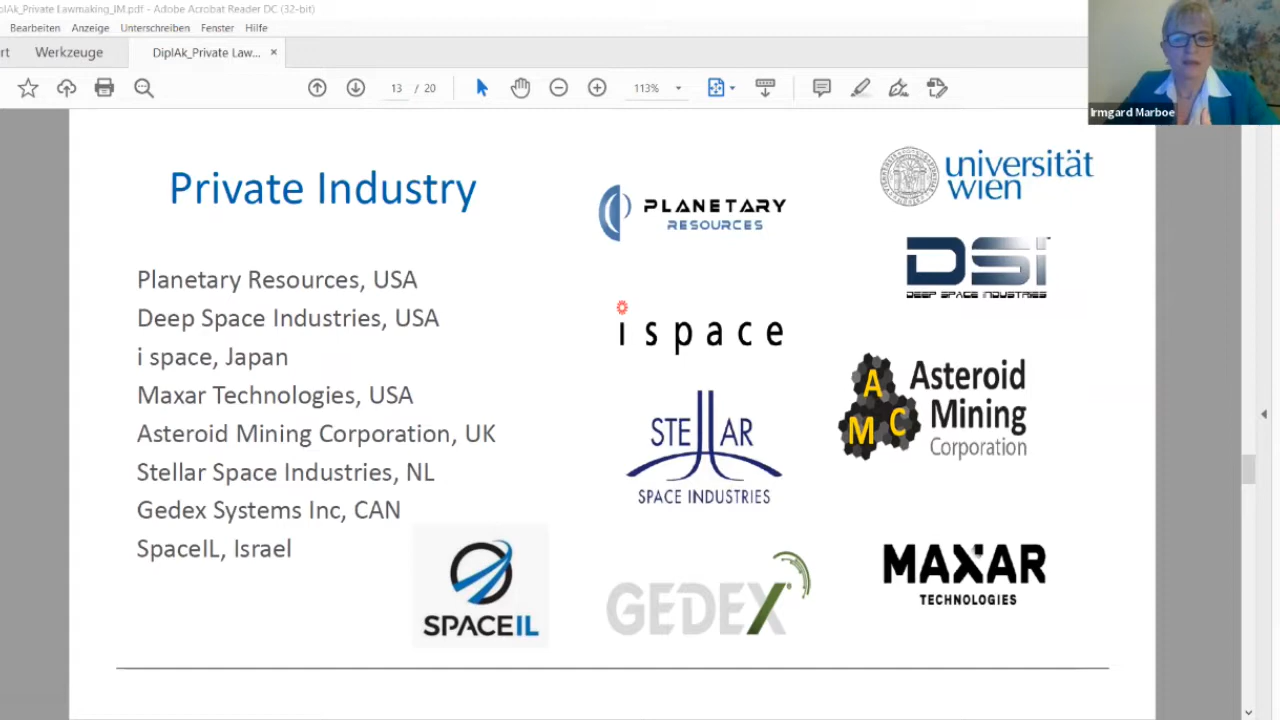 plAk_Private Lawmaking_IM.pdf - Adobe Acrobat Reader DC (32-bit)
Bearbeiten Anzeige Unterschreiben Fenster Hilfe
rt Werkzeuge DiplAk_Private Law... ×
13 / 20 113%
Irmgard Marboe
Private Industry
universität
wien
PLANETARY
RESOURCES
DSI
DEEP SPACE INDUSTRIES
Planetary Resources, USA
Deep Space Industries, USA
i space, Japan
Maxar Technologies, USA
Asteroid Mining Corporation, UK
Stellar Space Industries, NL
Gedex Systems Inc, CAN
SpaceIL, Israel
ispace
A M C
Asteroid
Mining
Corporation
STELLAR
SPACE INDUSTRIES
SPACEIL
GEDEX
MAXAR
TECHNOLOGIES